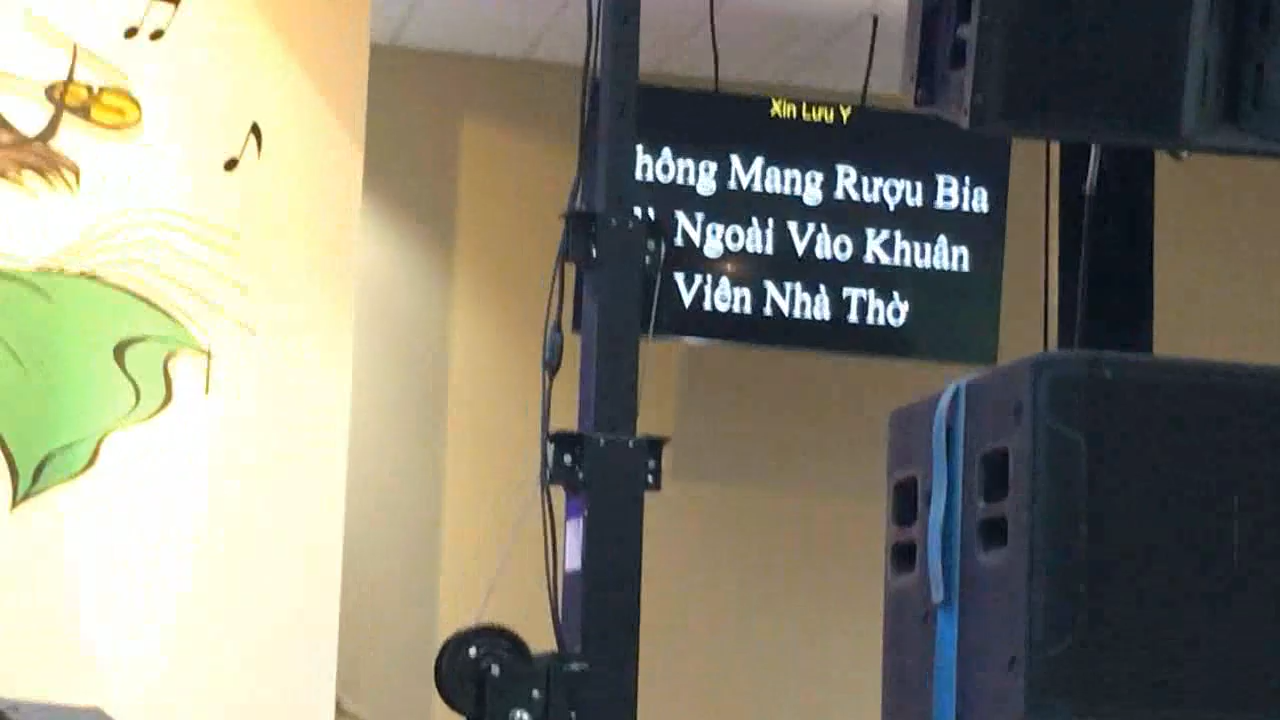 Xin Lưu Ý
hông Mang Rượu Bia
Ngoài Vào Khuân
Viên Nhà Thờ